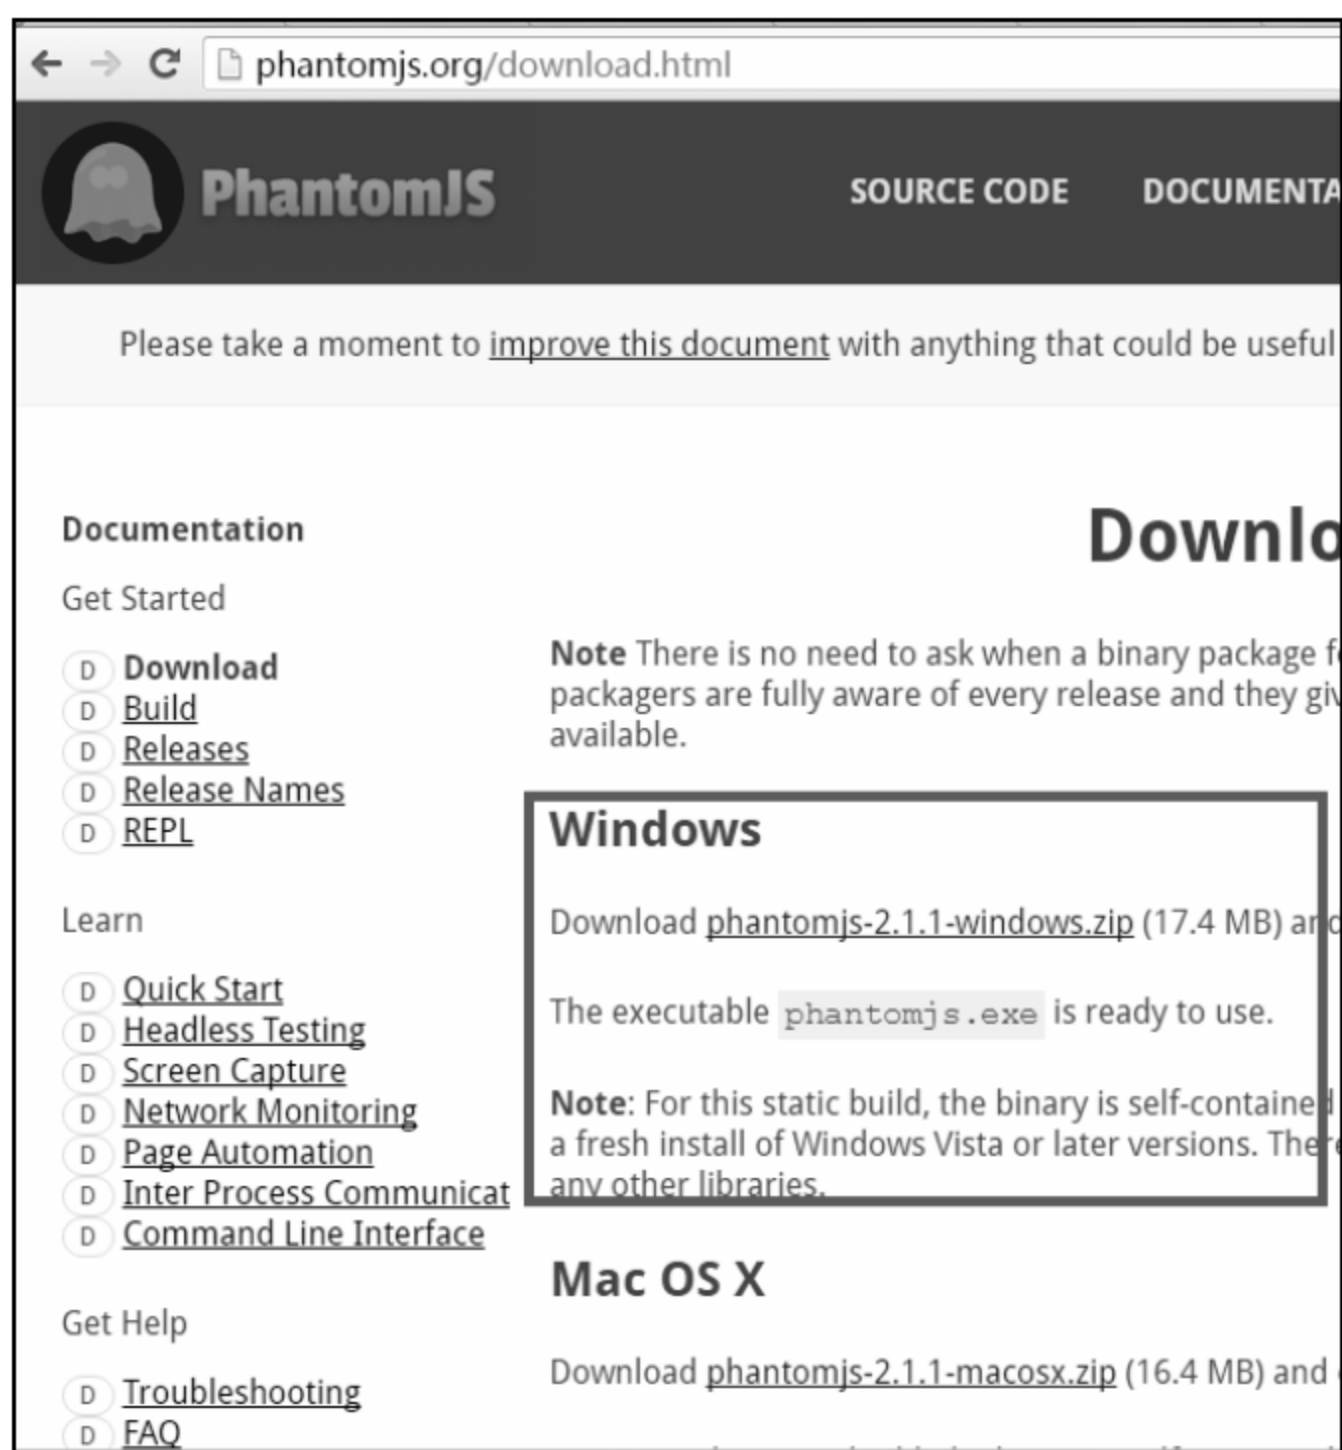 phantomjs.org/download.html
PhantomJS
SOURCE CODE DOCUMENTA
Please take a moment to improve this document with anything that could be useful
Documentation
Get Started
D Download
D Build
D Releases
D Release Names
D REPL
Learn
D Quick Start
D Headless Testing
D Screen Capture
D Network Monitoring
D Page Automation
D Inter Process Communicat
D Command Line Interface
Get Help
D Troubleshooting
D FAQ
Downlo
Note There is no need to ask when a binary package f
packagers are fully aware of every release and they giv
available.
Windows
Download phantomjs-2.1.1-windows.zip (17.4 MB) and
The executable phantomjs.exe is ready to use.
Note: For this static build, the binary is self-contained
a fresh install of Windows Vista or later versions. There
any other libraries.
Mac OS X
Download phantomjs-2.1.1-macosx.zip (16.4 MB) and